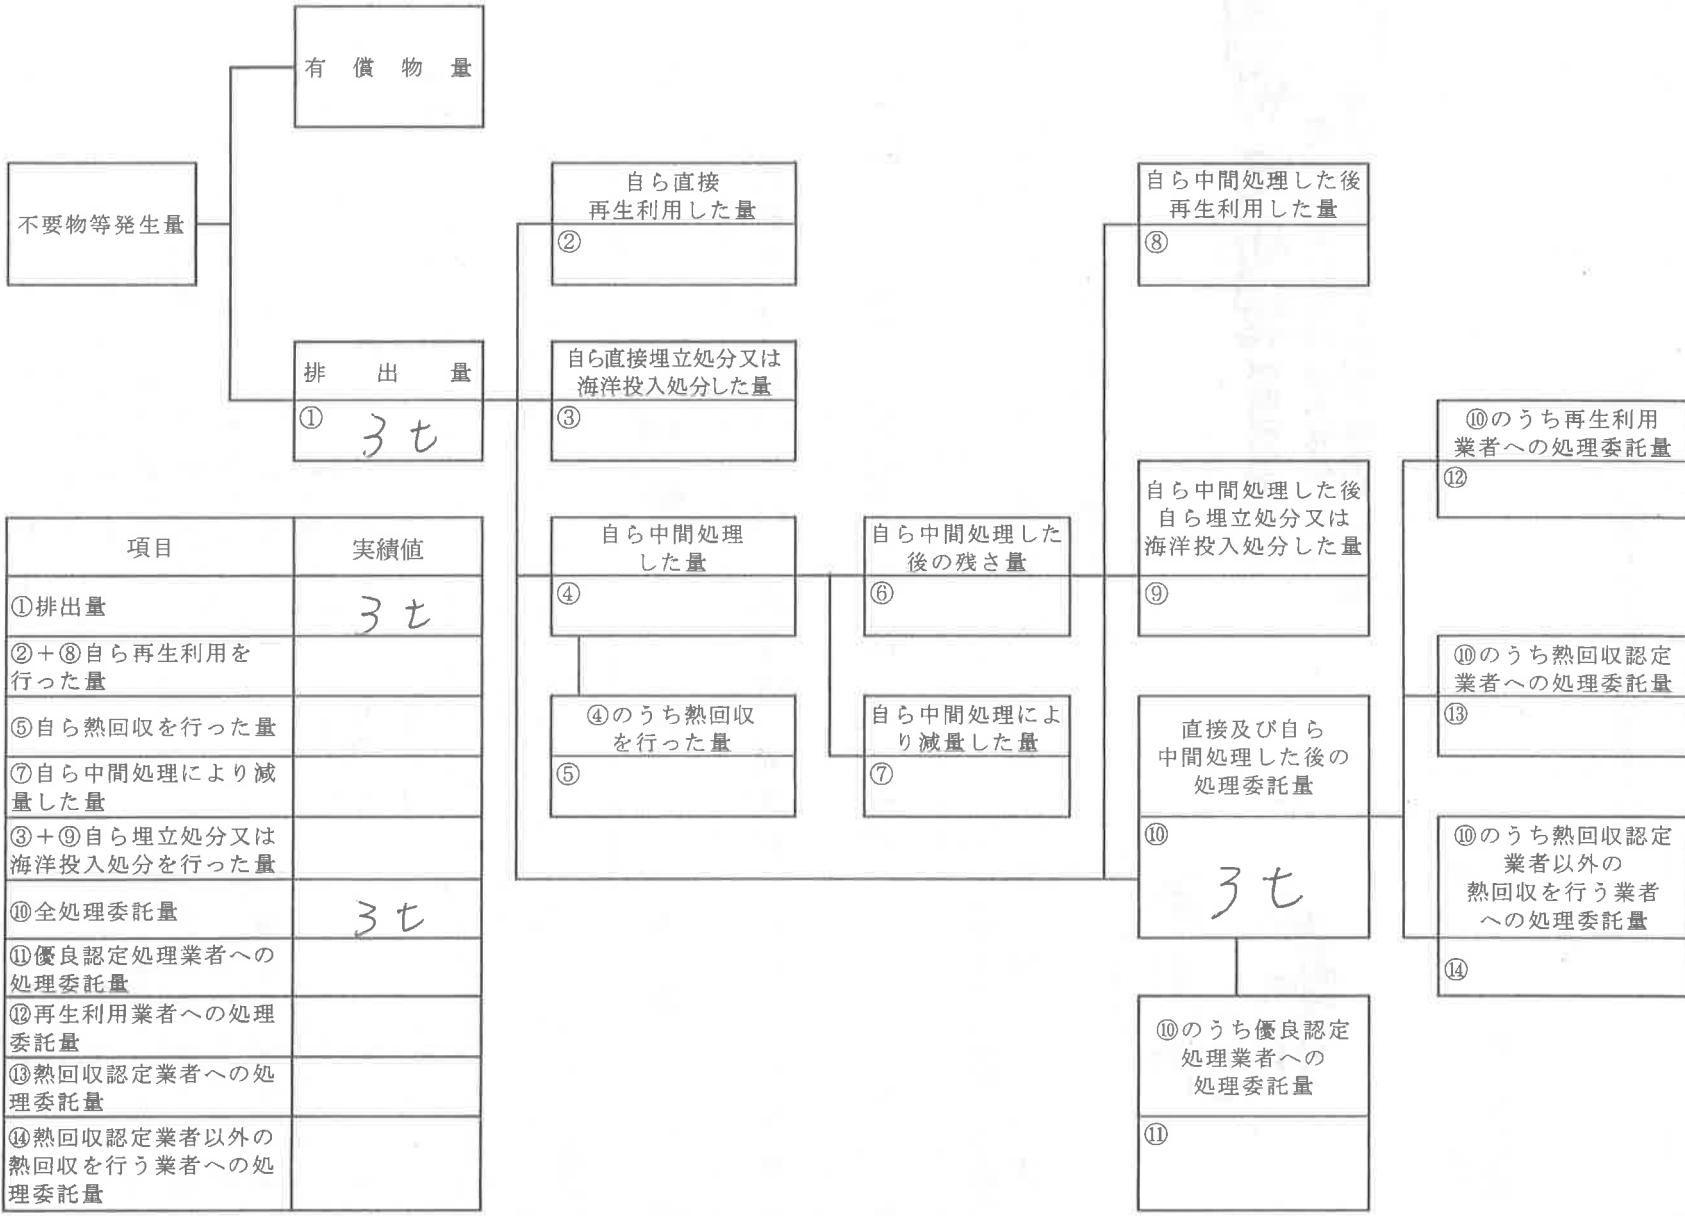 有償物量
不要物等発生量
自ら直接
再生利用した量
②
自ら中間処理した後
再生利用した量
⑧
排出量
① 3t
自ら直接埋立処分又は
海洋投入処分した量
③
⑩のうち再生利用
業者への処理委託量
⑫
自ら中間処理
した量
④
自ら中間処理した
後の残さ量
⑥
自ら中間処理した後
自ら埋立処分又は
海洋投入処分した量
⑨
⑩のうち熱回収認定
業者への処理委託量
⑬
④のうち熱回収
を行った量
⑤
自ら中間処理によ
り減量した量
⑦
直接及び自ら
中間処理した後の
処理委託量
⑩
3t
⑩のうち熱回収認定
業者以外の
熱回収を行う業者
への処理委託量
⑭
⑩のうち優良認定
処理業者への
処理委託量
⑪
項目 実績値
①排出量 3t
②+⑧自ら再生利用を
行った量
⑤自ら熱回収を行った量
⑦自ら中間処理により減
量した量
③+⑨自ら埋立処分又は
海洋投入処分を行った量
⑩全処理委託量 3t
⑪優良認定処理業者への
処理委託量
⑫再生利用業者への処理
委託量
⑬熱回収認定業者への処
理委託量
⑭熱回収認定業者以外の
熱回収を行う業者への処
理委託量